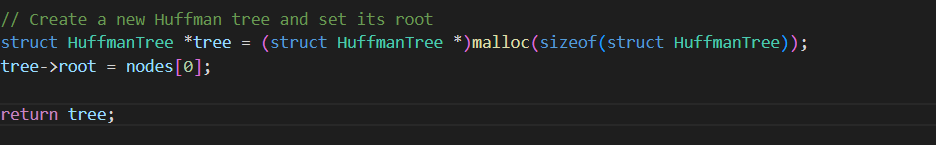 // Create a new Huffman tree and set its root
struct HuffmanTree *tree = (struct HuffmanTree *)malloc(sizeof(struct HuffmanTree));
tree->root = nodes[0];
return tree;